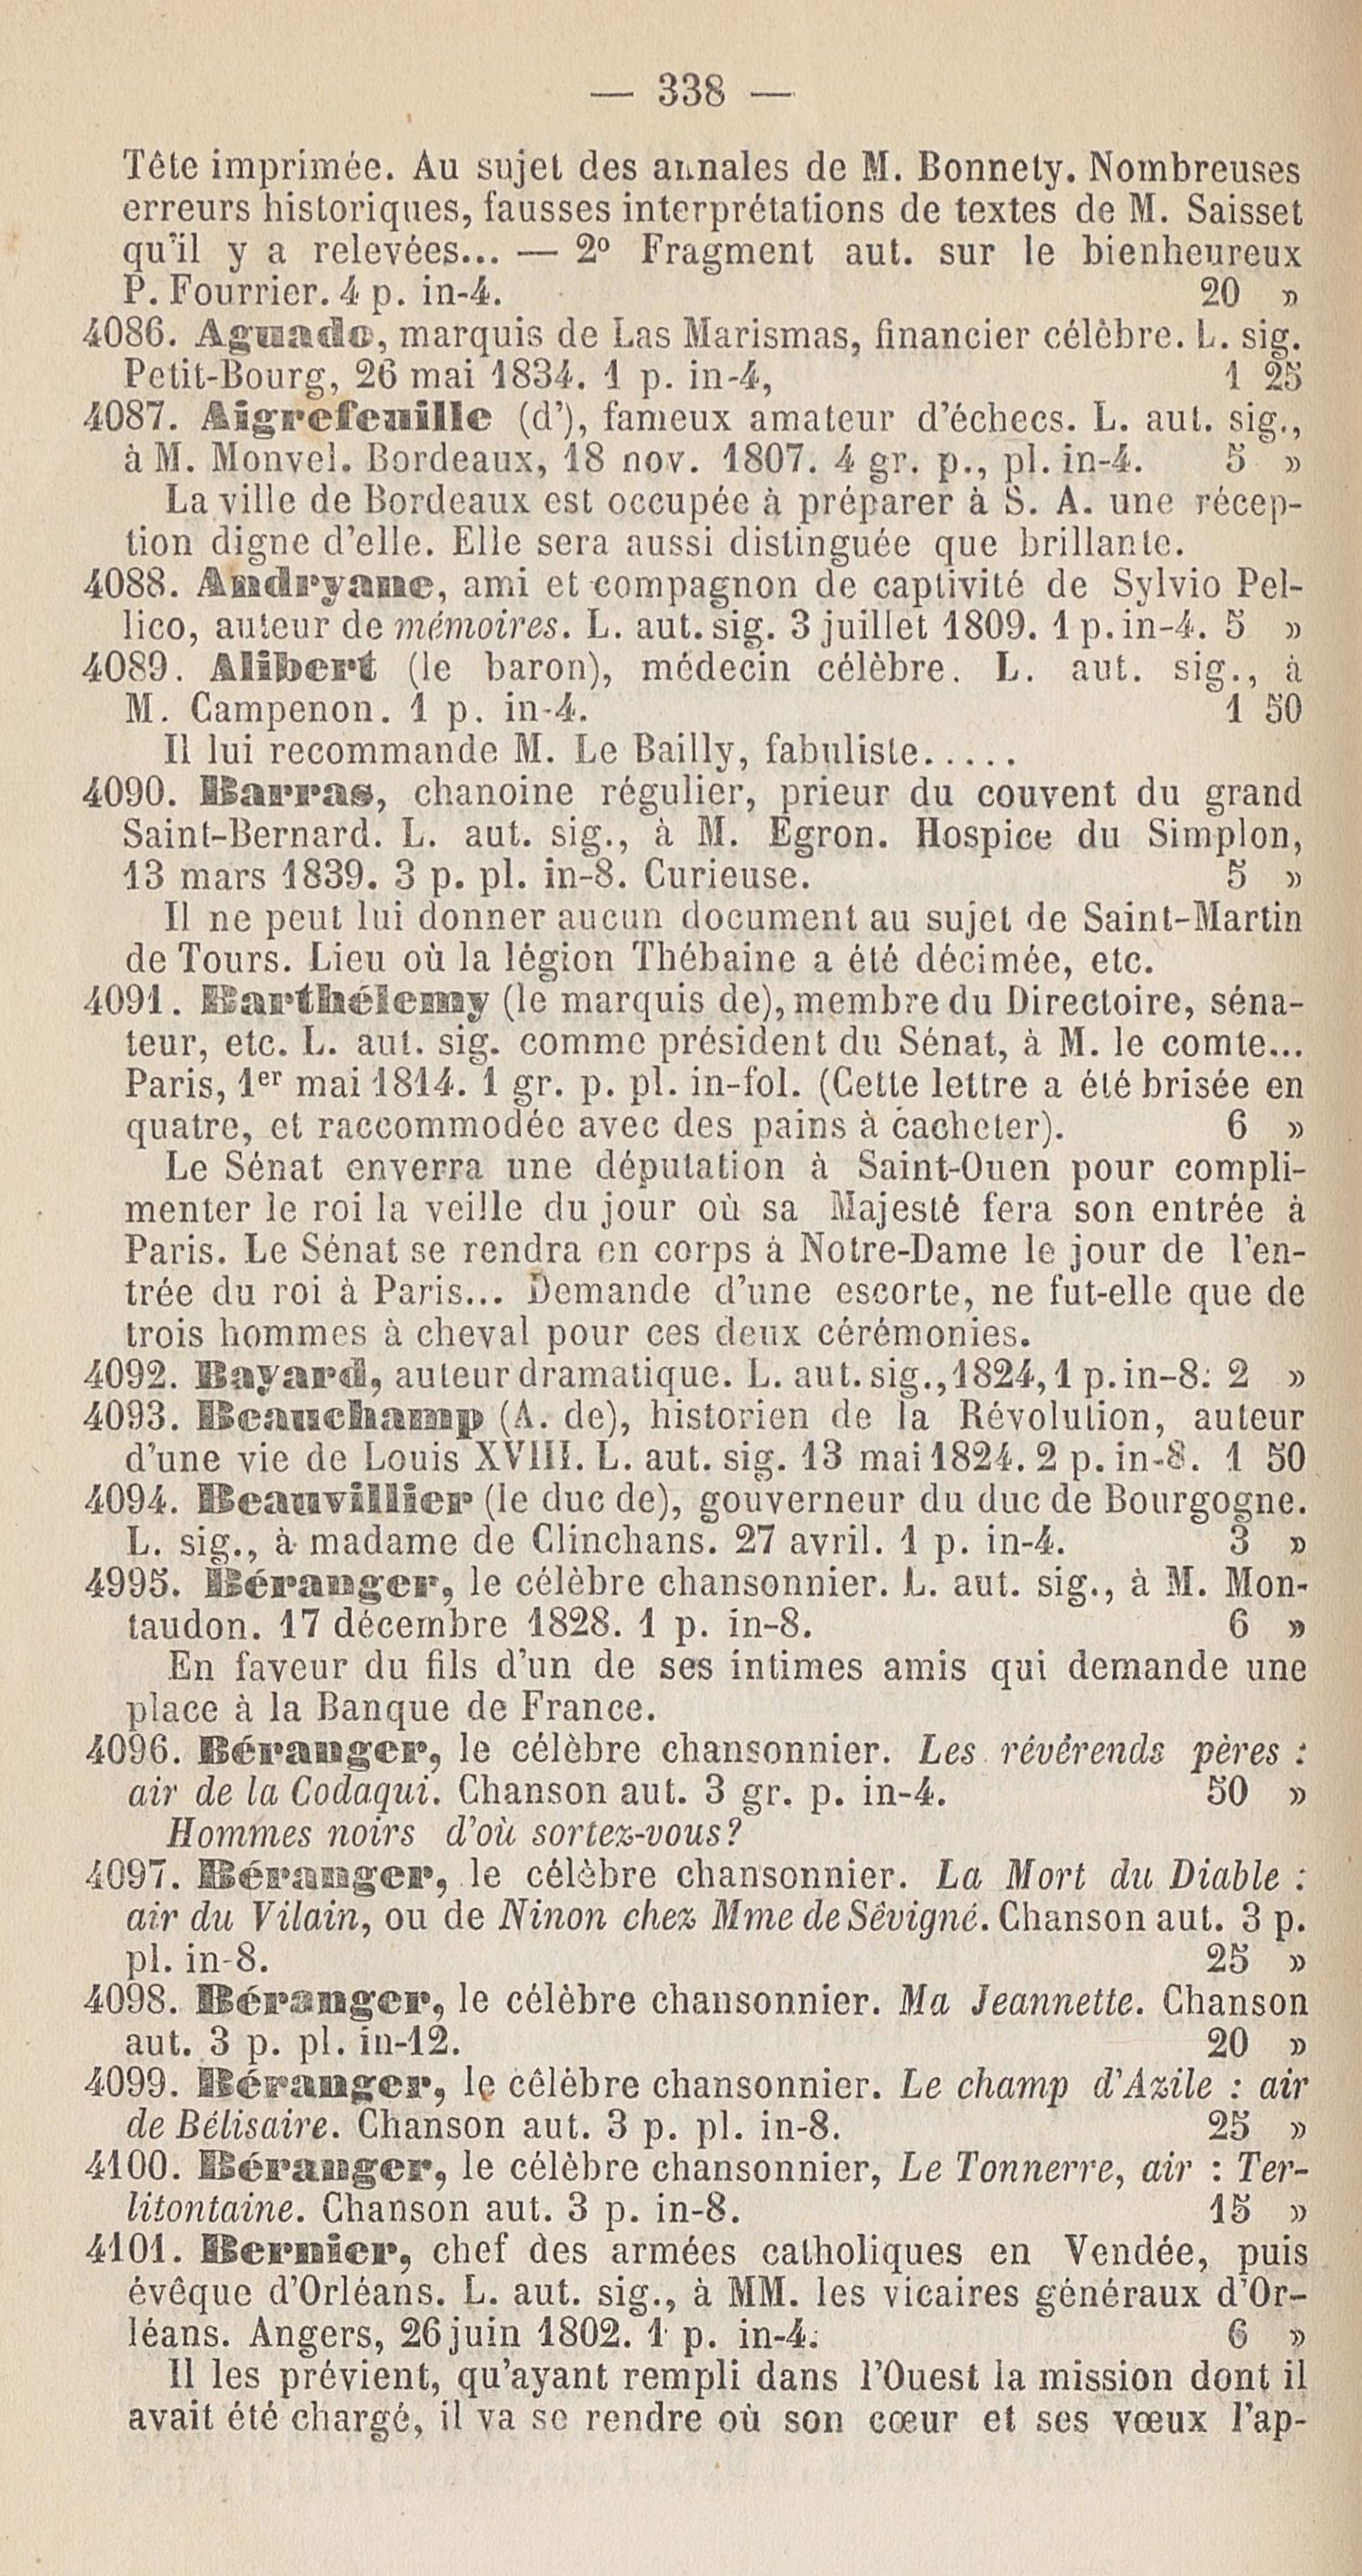 — 338 —
Tête imprimée. Au sujet des annales de M. Bonnety. Nombreuses
erreurs historiques, fausses interprétations de textes de M. Saisset
qu'il y a relevées... — 2º Fragment aut. sur le bienheureux
P. Fourrier. 4 p. in-4. 20 »
4086. Aguado, marquis de Las Marismas, financier célèbre. L. sig.
Petit-Bourg, 26 mai 1834. 1 p. in-4, 1 25
4087. Aigrefeuille (d'), fameux amateur d'échecs. L. aut. sig.,
à M. Monvel. Bordeaux, 18 nov. 1807. 4 gr. p., pl. in-4. 5 »
La ville de Bordeaux est occupée à préparer à S. A. une récep-
tion digne d'elle. Elle sera aussi distinguée que brillante.
4088. Andryane, ami et compagnon de captivité de Sylvio Pel-
lico, auteur de mémoires. L. aut. sig. 3 juillet 1809. 1 p. in-4. 5 »
4089. Alibert (le baron), médecin célèbre. L. aut. sig., à
M. Campenon. 1 p. in-4. 1 50
Il lui recommande M. Le Bailly, fabuliste.....
4090. Barras, chanoine régulier, prieur du couvent du grand
Saint-Bernard. L. aut. sig., à M. Egron. Hospice du Simplon,
13 mars 1839. 3 p. pl. in-8. Curieuse. 5 »
Il ne peut lui donner aucun document au sujet de Saint-Martin
de Tours. Lieu où la légion Thébaine a été décimée, etc.
4091. Barthélemy (le marquis de), membre du Directoire, séna-
teur, etc. L. aut. sig. comme président du Sénat, à M. le comte...
Paris, 1er mai 1814. 1 gr. p. pl. in-fol. (Cette lettre a été brisée en
quatre, et raccommodée avec des pains à cacheter). 6 »
Le Sénat enverra une députation à Saint-Ouen pour compli-
menter le roi la veille du jour où sa Majesté fera son entrée à
Paris. Le Sénat se rendra en corps à Notre-Dame le jour de l'en-
trée du roi à Paris... Demande d'une escorte, ne fut-elle que de
trois hommes à cheval pour ces deux cérémonies.
4092. Bayard, auteur dramatique. L. aut. sig., 1824, 1 p. in-8. 2 »
4093. Beauchamp (A. de), historien de la Révolution, auteur
d'une vie de Louis XVIII. L. aut. sig. 13 mai 1824. 2 p. in-8. 1 50
4094. Beauvillier (le duc de), gouverneur du duc de Bourgogne.
L. sig., à madame de Clinchans. 27 avril. 1 p. in-4. 3 »
4995. Béranger, le célèbre chansonnier. L. aut. sig., à M. Mon-
taudon. 17 décembre 1828. 1 p. in-8. 6 »
En faveur du fils d'un de ses intimes amis qui demande une
place à la Banque de France.
4096. Béranger, le célèbre chansonnier. Les révérends pères :
air de la Codaqui. Chanson aut. 3 gr. p. in-4. 50 »
Hommes noirs d'où sortez-vous?
4097. Béranger, le célèbre chansonnier. La Mort du Diable :
air du Vilain, ou de Ninon chez Mme de Sévigné. Chanson aut. 3 p.
pl. in-8. 25 »
4098. Béranger, le célèbre chansonnier. Ma Jeannette. Chanson
aut. 3 p. pl. in-12. 20 »
4099. Béranger, le cêlèbre chansonnier. Le champ d'Azile : air
de Bélisaire. Chanson aut. 3 p. pl. in-8. 25 »
4100. Béranger, le célèbre chansonnier, Le Tonnerre, air : Ter-
litontaine. Chanson aut. 3 p. in-8. 15 »
4101. Bernier, chef des armées catholiques en Vendée, puis
évêque d'Orléans. L. aut. sig., à MM. les vicaires généraux d'Or-
léans. Angers, 26 juin 1802. 1 p. in-4. 6 »
Il les prévient, qu'ayant rempli dans l'Ouest la mission dont il
avait été chargé, il va se rendre où son cœur et ses vœux l'ap-